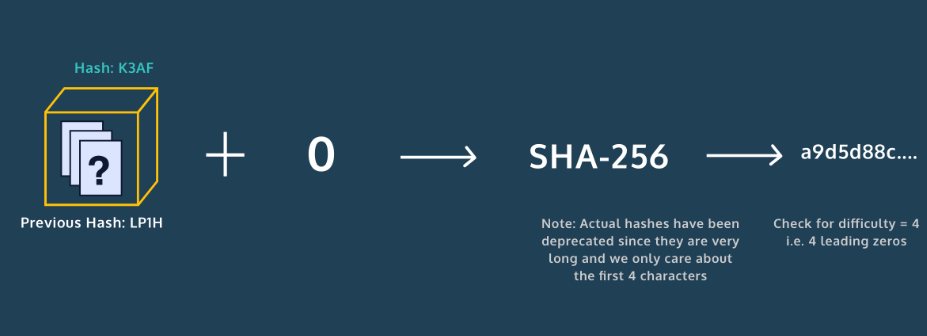 Hash: K3AF
?
Previous Hash: LP1H
0
SHA-256
a9d5d88c....
Note: Actual hashes have been
deprecated since they are very
long and we only care about
the first 4 characters
Check for difficulty = 4
i.e. 4 leading zeros